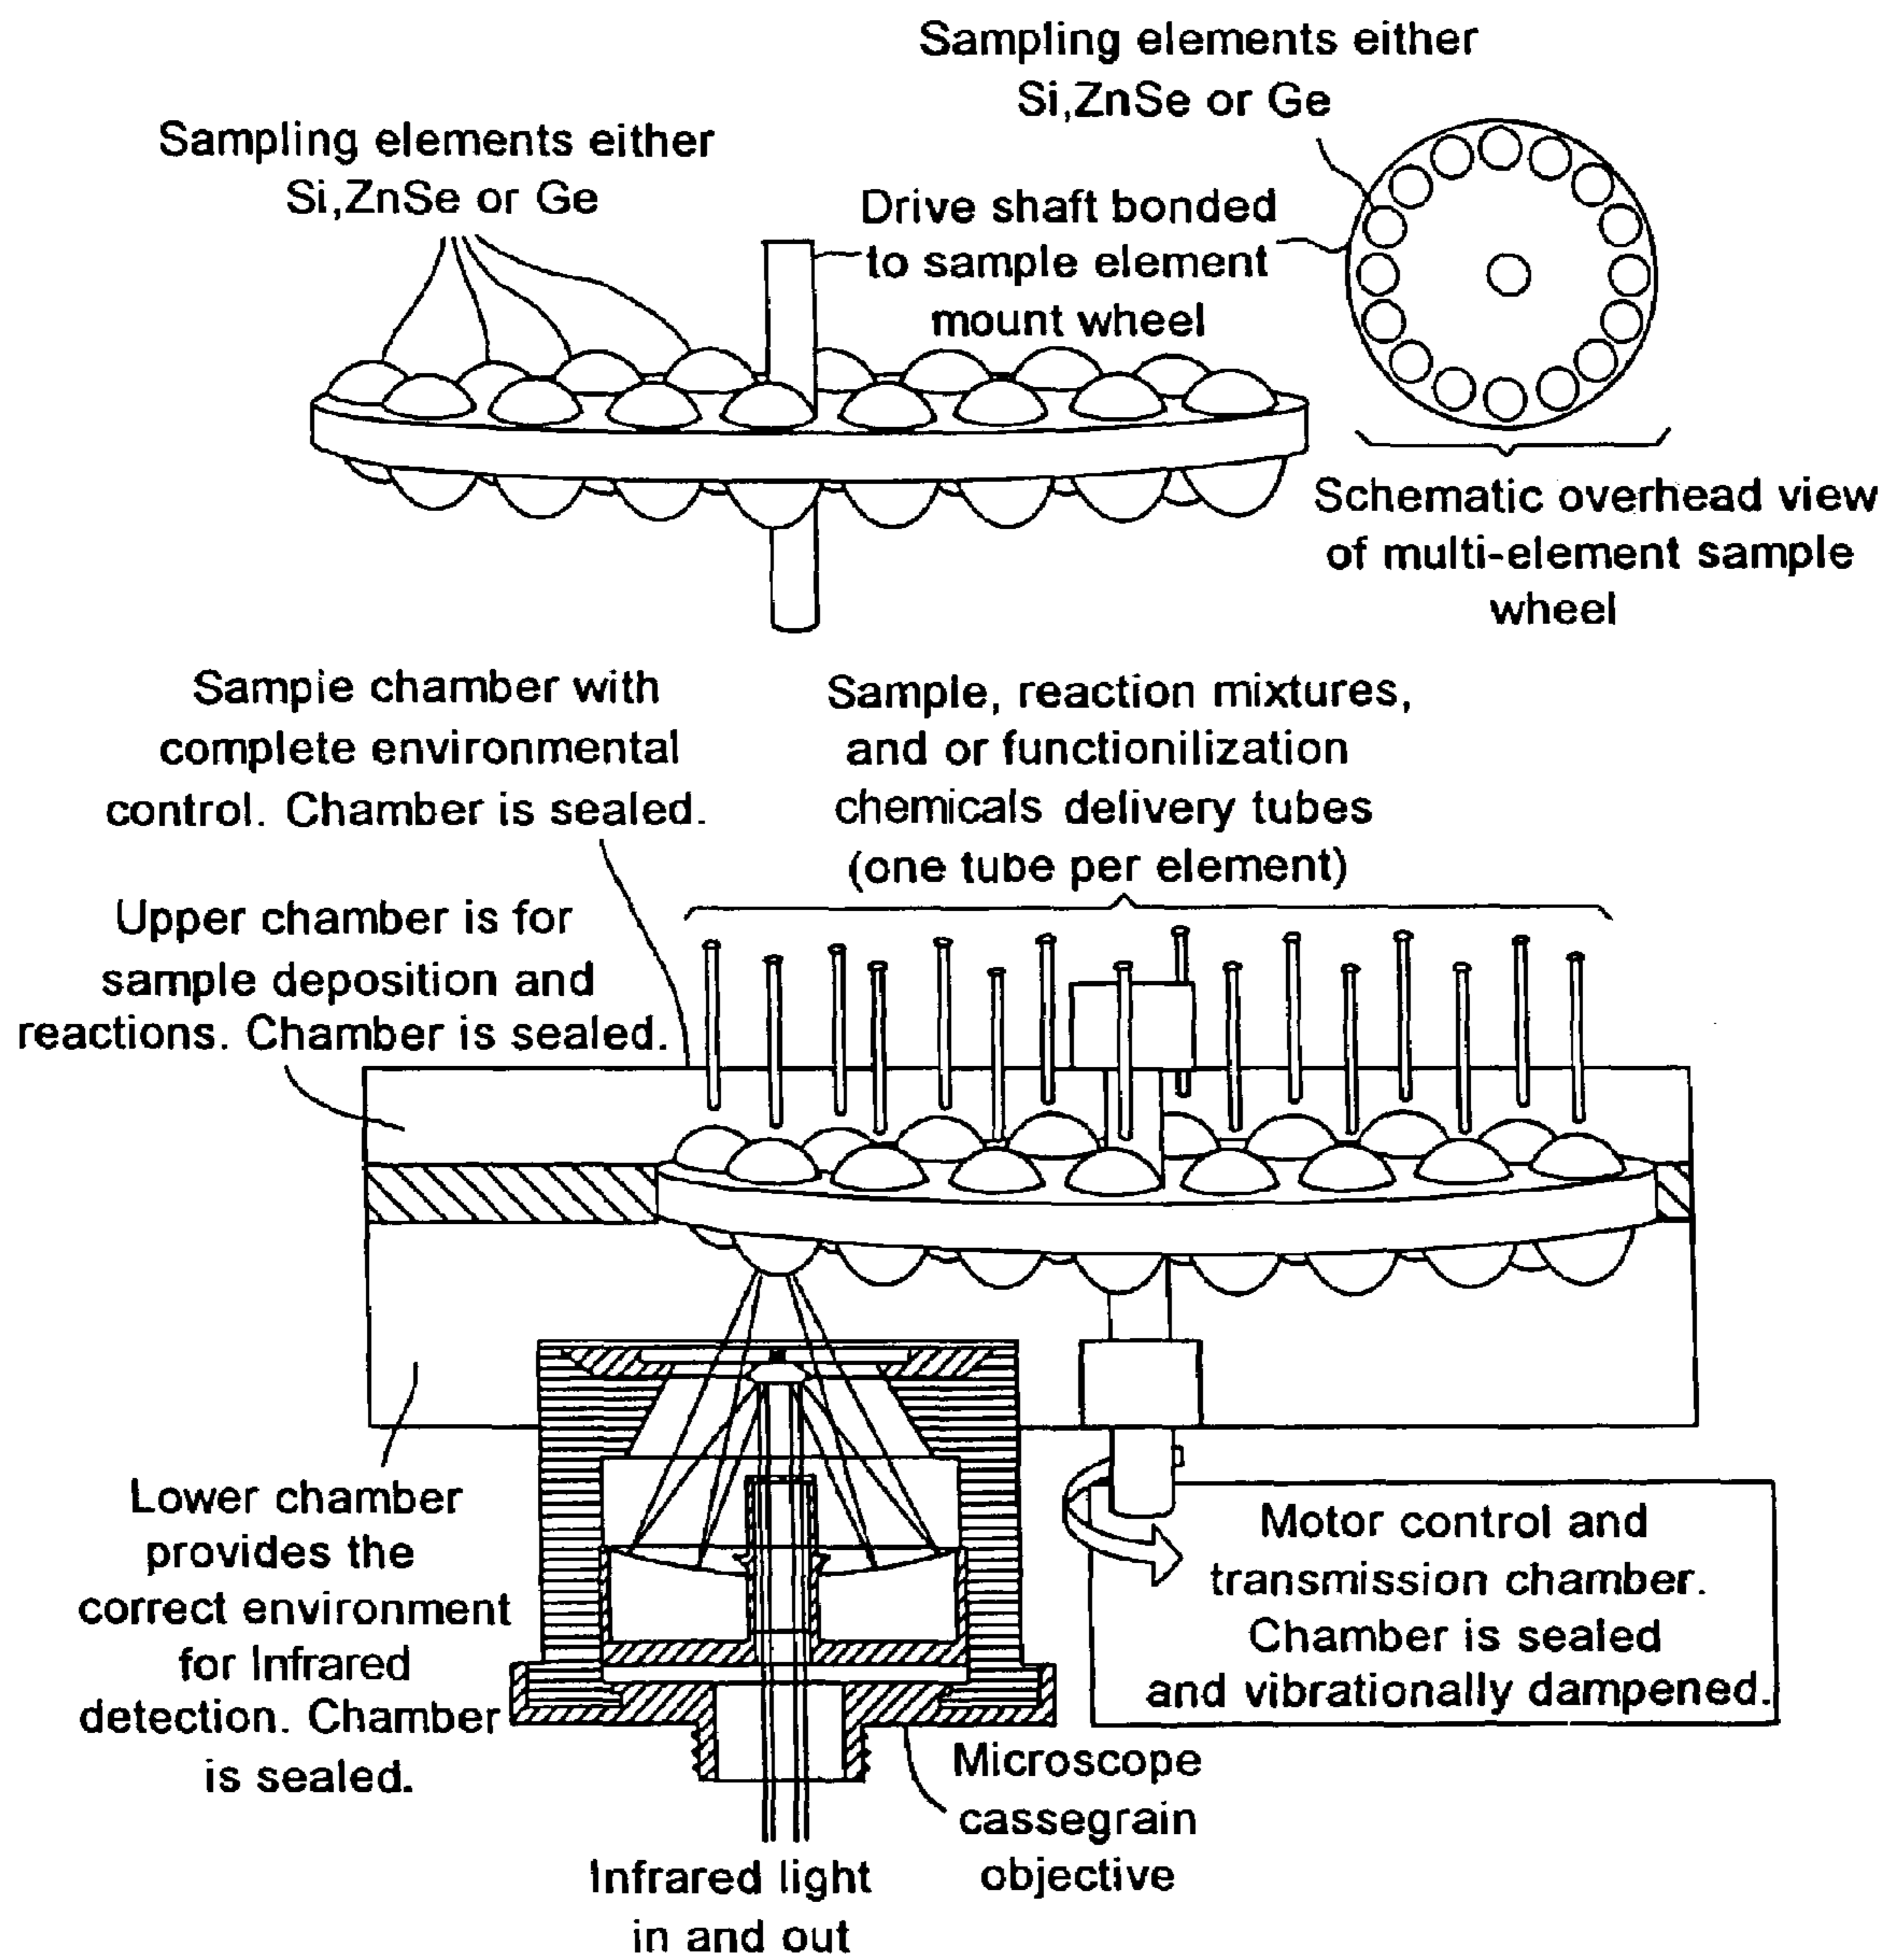 Sampling elements either
Si,ZnSe or Ge
Sampling elements either
Si,ZnSe or Ge
Drive shaft bonded
to sample element
mount wheel
Schematic overhead view
of multi-element sample
wheel
Sampie chamber with
complete environmental
control. Chamber is sealed.
Sample, reaction mixtures,
and or functionilization
chemicals delivery tubes
(one tube per element)
Upper chamber is for
sample deposition and
reactions. Chamber is sealed.
Lower chamber
provides the
correct environment
for Infrared
detection. Chamber
is sealed.
Motor control and
transmission chamber.
Chamber is sealed
and vibrationally dampened.
Microscope
cassegrain
objective
Infrared light
in and out